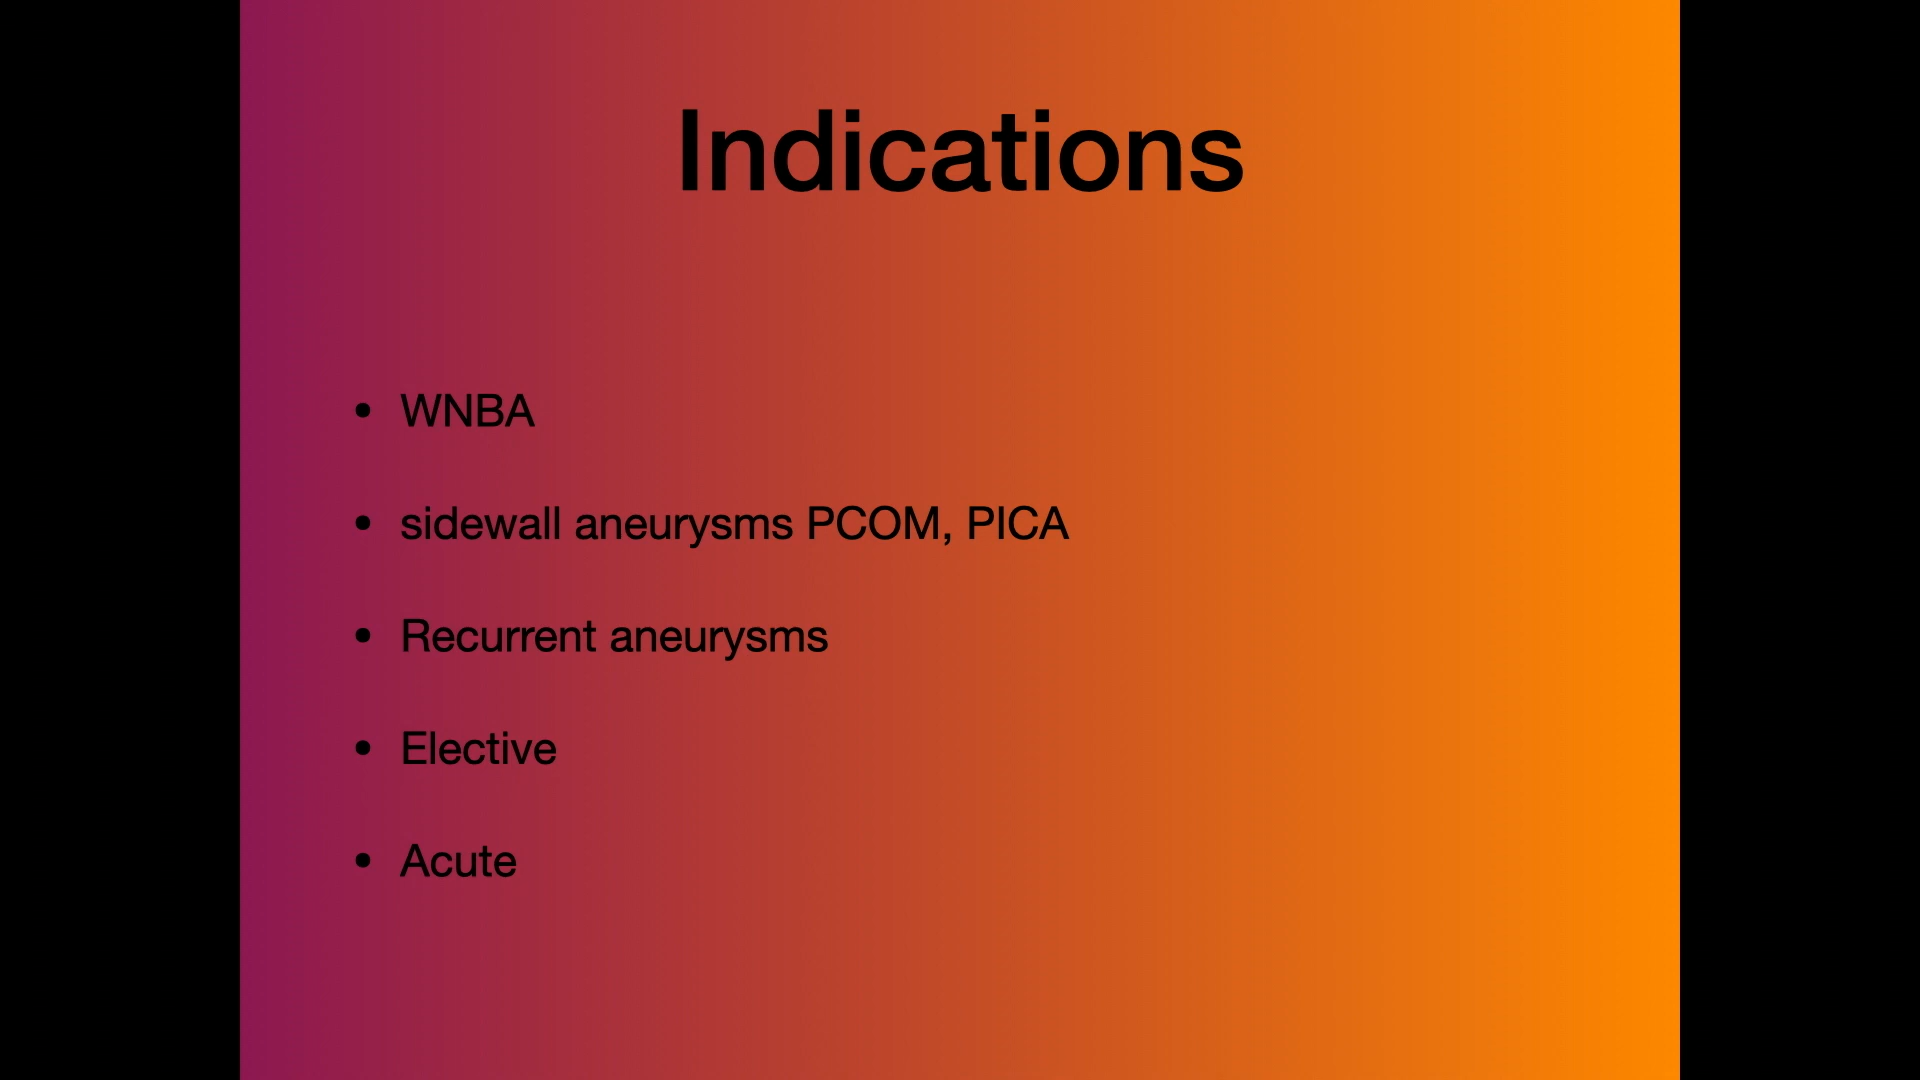 Indications
• WNBA
• sidewall aneurysms PCOM, PICA
• Recurrent aneurysms
• Elective
• Acute